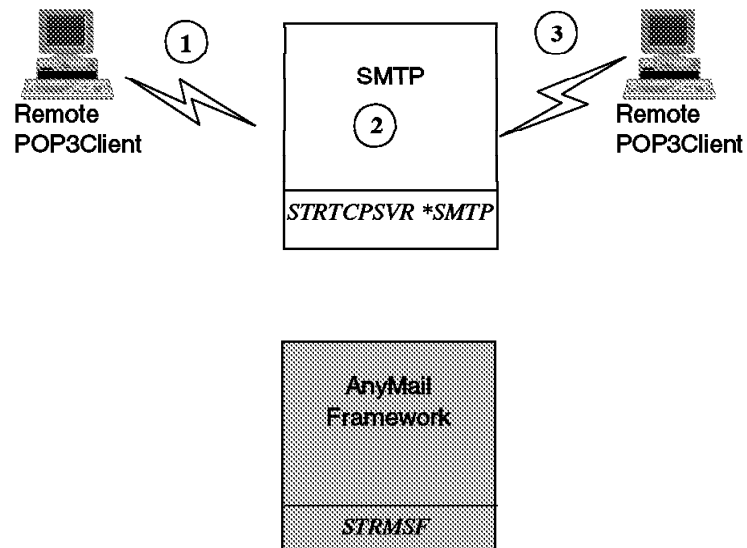 1
3
SMTP
2
Remote
POP3Client
Remote
POP3Client
STRTCPSVR *SMTP
AnyMail
Framework
STRMSF